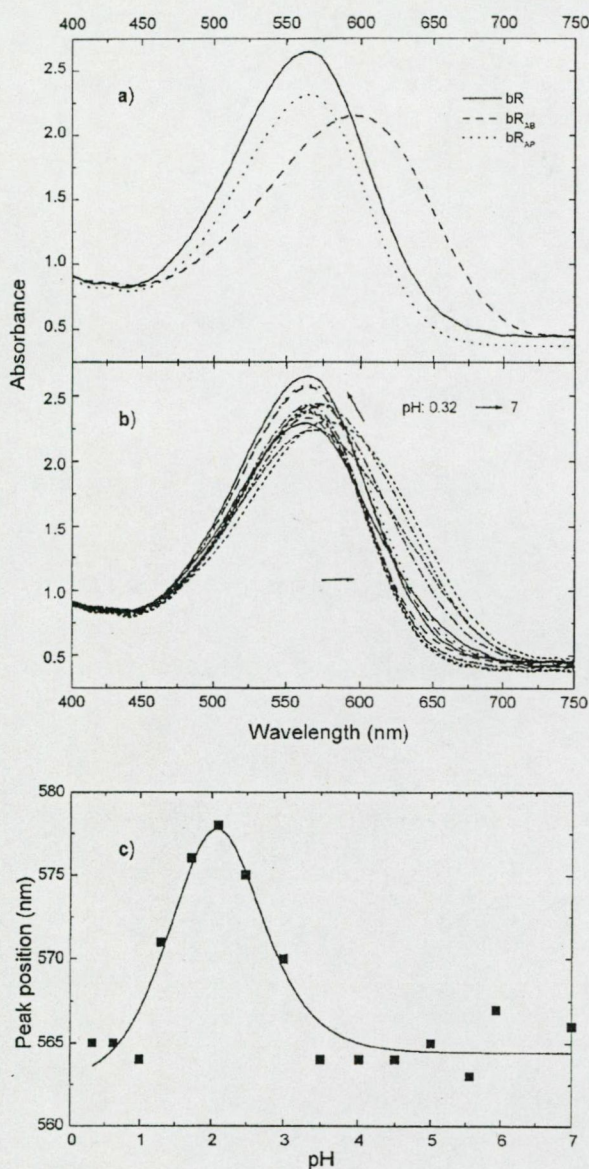 400 450 500 550 600 650 700 750
a)
bR
bR_AB
bR_AP
2.5
2.0
1.5
1.0
0.5
Absorbance
b)
pH: 0.32 → 7
2.5
2.0
1.5
1.0
0.5
400 450 500 550 600 650 700 750
Wavelength (nm)
c)
580
575
570
565
560
Peak position (nm)
0 1 2 3 4 5 6 7
pH